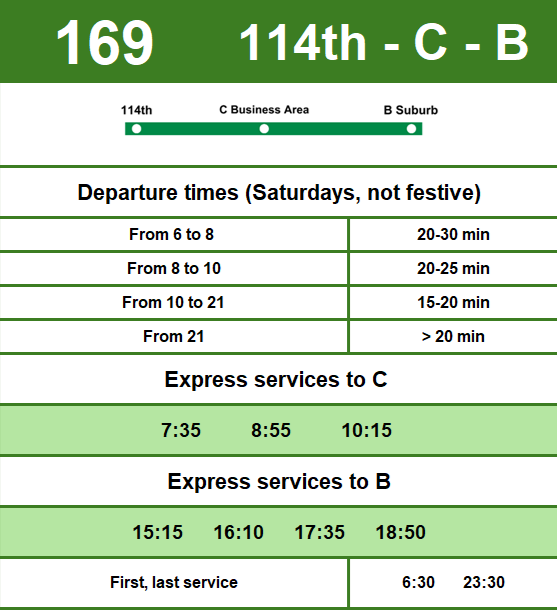 169 114th - C - B
114th C Business Area B Suburb
Departure times (Saturdays, not festive)
From 6 to 8 20-30 min
From 8 to 10 20-25 min
From 10 to 21 15-20 min
From 21 > 20 min
Express services to C
7:35 8:55 10:15
Express services to B
15:15 16:10 17:35 18:50
First, last service 6:30 23:30